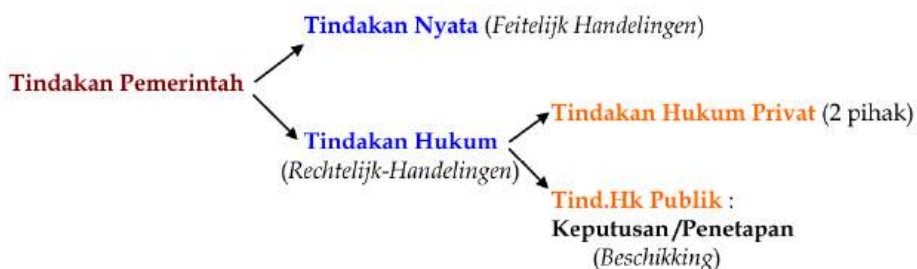 Tindakan Nyata (Feitelijk Handelingen)
Tindakan Pemerintah
Tindakan Hukum
(Rechtelijk-Handelingen)
Tindakan Hukum Privat (2 pihak)
Tind.Hk Publik :
Keputusan/Penetapan
(Beschikking)